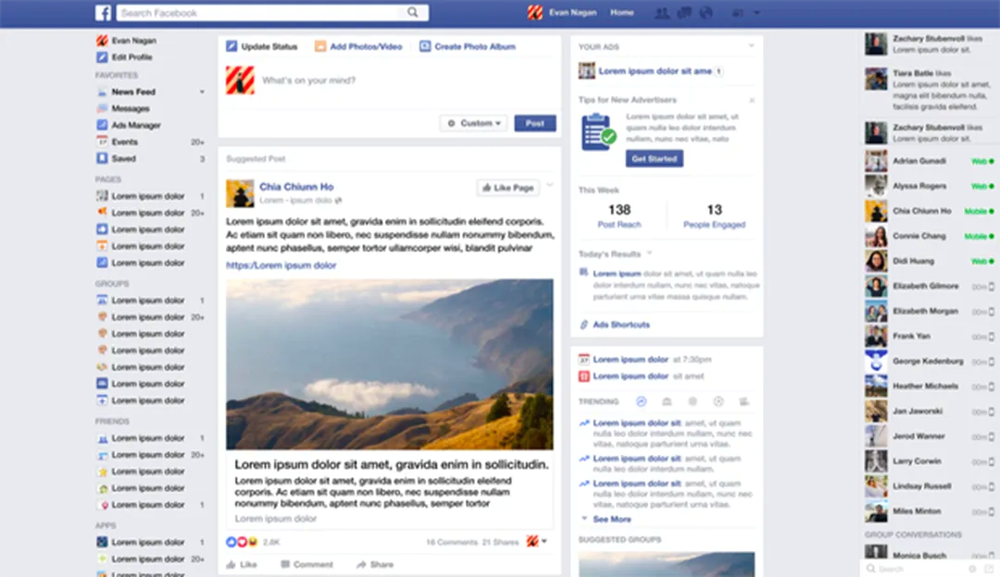 f
Search Facebook
Evan Nagan
Home
Evan Nagan
Edit Profile
FAVORITES
News Feed
Messages
Ads Manager
Events 20+
Saved 3
PAGES
Lorem ipsum dolor 1
Lorem ipsum dolor 20+
Lorem ipsum dolor
Lorem ipsum dolor
Lorem ipsum dolor
GROUPS
Lorem ipsum dolor 1
Lorem ipsum dolor 20+
Lorem ipsum dolor
Lorem ipsum dolor
Lorem ipsum dolor
Lorem ipsum dolor
Lorem ipsum dolor
FRIENDS
Lorem ipsum dolor 1
Lorem ipsum dolor 20+
Lorem ipsum dolor
Lorem ipsum dolor
Lorem ipsum dolor 1
APPS
Lorem ipsum dolor 1
Lorem ipsum dolor 20+
Lorem ipsum dolor
Update Status
Add Photos/Video
Create Photo Album
What's on your mind?
Custom
Post
Suggested Post
Chia Chiunn Ho
Like Page
Lorem - ipsum dolo
Lorem ipsum dolor sit amet, gravida enim in sollicitudin eleifend corporis.
Ac etiam sit quam non libero, nec suspendisse nullam nonummy bibendum,
aptent nunc phasellus, semper tortor ullamcorper wisi, blandit pulvinar
https:/Lorem ipsum dolor
Lorem ipsum dolor sit amet, gravida enim in sollicitudin.
Lorem ipsum dolor sit amet, gravida enim in sollicitudin eleifend
corporis. Ac etiam sit quam non libero, nec suspendisse nullam
nonummy bibendum, aptent nunc phasellus, semper tortor
Lorem ipsum dolor
2.8K
16 Comments 21 Shares
Like
Comment
Share
YOUR ADS
Lorem ipsum dolor sit ame 1
Tips for New Advertisers
Lorem ipsum dolor sit amet, ut
quam nulla leo dolor interdum
nullam, nunc nec vitae, nato
Get Started
This Week
138
Post Reach
13
People Engaged
Today's Results
Lorem ipsum dolor sit amet, ut quam nulla leo
dolor interdum nullam, nunc nec vitae, natoque
parturient urna vitae massa quisque nullam.
Ads Shortcuts
Lorem ipsum dolor at 7:30pm
Lorem ipsum dolor sit amet
TRENDING
Lorem ipsum dolor sit: amet, ut quam
nulla leo dolor interdum nullam, nunc nec
vitae, natoque parturient urna vitae.
Lorem ipsum dolor sit: amet, ut quam
nulla leo dolor interdum nullam.
Lorem ipsum dolor sit: amet, ut quam
nulla leo dolor interdum nullam, nunc nec
vitae, natoque parturient urna vitae.
See More
SUGGESTED GROUPS
Zachary Stubenvoll likes
Lorem ipsum dolor sit.
Tiara Batle likes
Lorem ipsum dolor sit amet,
magna elit bibendum nulla,
facilisis gravida eleifend.
Zachary Stubenvoll likes
Lorem ipsum dolor sit.
Adrian Gunadi Web
Alyssa Rogers Web
Chia Chiunn Ho Mobile
Connie Chang Mobile
Didi Huang Web
Elizabeth Gilmore 00m
Elizabeth Morgan 00m
Frank Yan 00m
George Kedenburg 00m
Heather Michaels 00m
Jan Jaworski 00m
Jerod Wanner 00m
Larry Corwin 00m
Lindsay Russell 00m
Miles Minton 00m
GROUP CONVERSATIONS
Monica Busch
Search